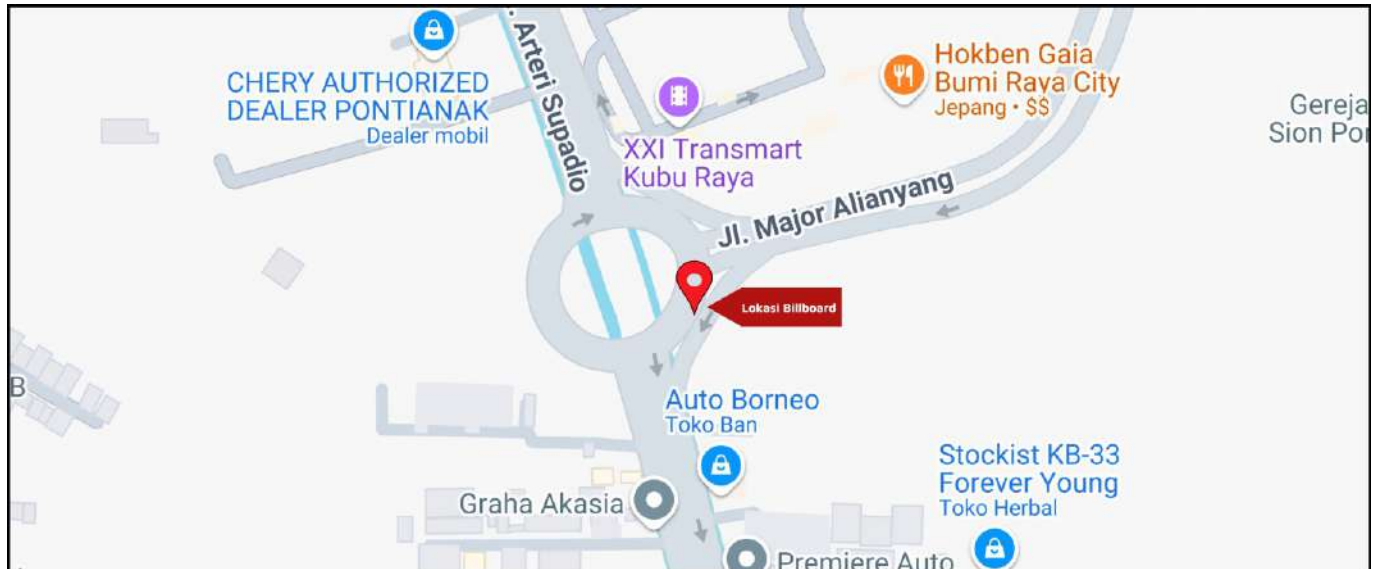 CHERY AUTHORIZED
DEALER PONTIANAK
Dealer mobil
. Arteri Supadio
XXI Transmart
Kubu Raya
Hokben Gaia
Bumi Raya City
Jepang • $$
Gereja
Sion Por
Jl. Major Alianyang
Lokasi Billboard
B
Auto Borneo
Toko Ban
Graha Akasia
Stockist KB-33
Forever Young
Toko Herbal
Premiere Auto